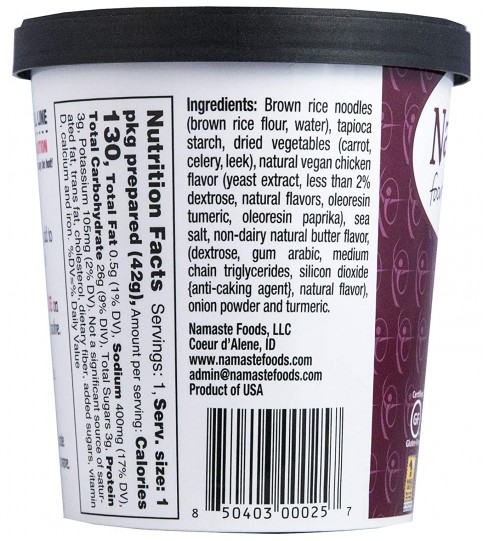 Ingredients: Brown rice noodles
(brown rice flour, water), tapioca
starch, dried vegetables (carrot,
celery, leek), natural vegan chicken
flavor (yeast extract, less than 2%
dextrose, natural flavors, oleoresin
tumeric, oleoresin paprika), sea
salt, non-dairy natural butter flavor,
(dextrose, gum arabic, medium
chain triglycerides, silicon dioxide
{anti-caking agent}, natural flavor),
onion powder and turmeric.
Namaste Foods, LLC
Coeur d'Alene, ID
www.namastefoods.com
admin@namastefoods.com
Product of USA
8 50403 00025 7
Nutrition Facts Servings: 1, Serv. size: 1
pkg prepared (42g), Amount per serving: Calories
130, Total Fat 0.5g (1% DV), Sodium 400mg (17% DV),
Total Carbohydrate 26g (9% DV), Total Sugars 3g, Protein
3g, Potassium 105mg (2% DV). Not a significant source of satur-
ated fat, trans fat, cholesterol, dietary fiber, added sugars, vitamin
D, calcium and iron. %DV=% Daily Value
Na
foo
Certified
GF
Gluten
LINE